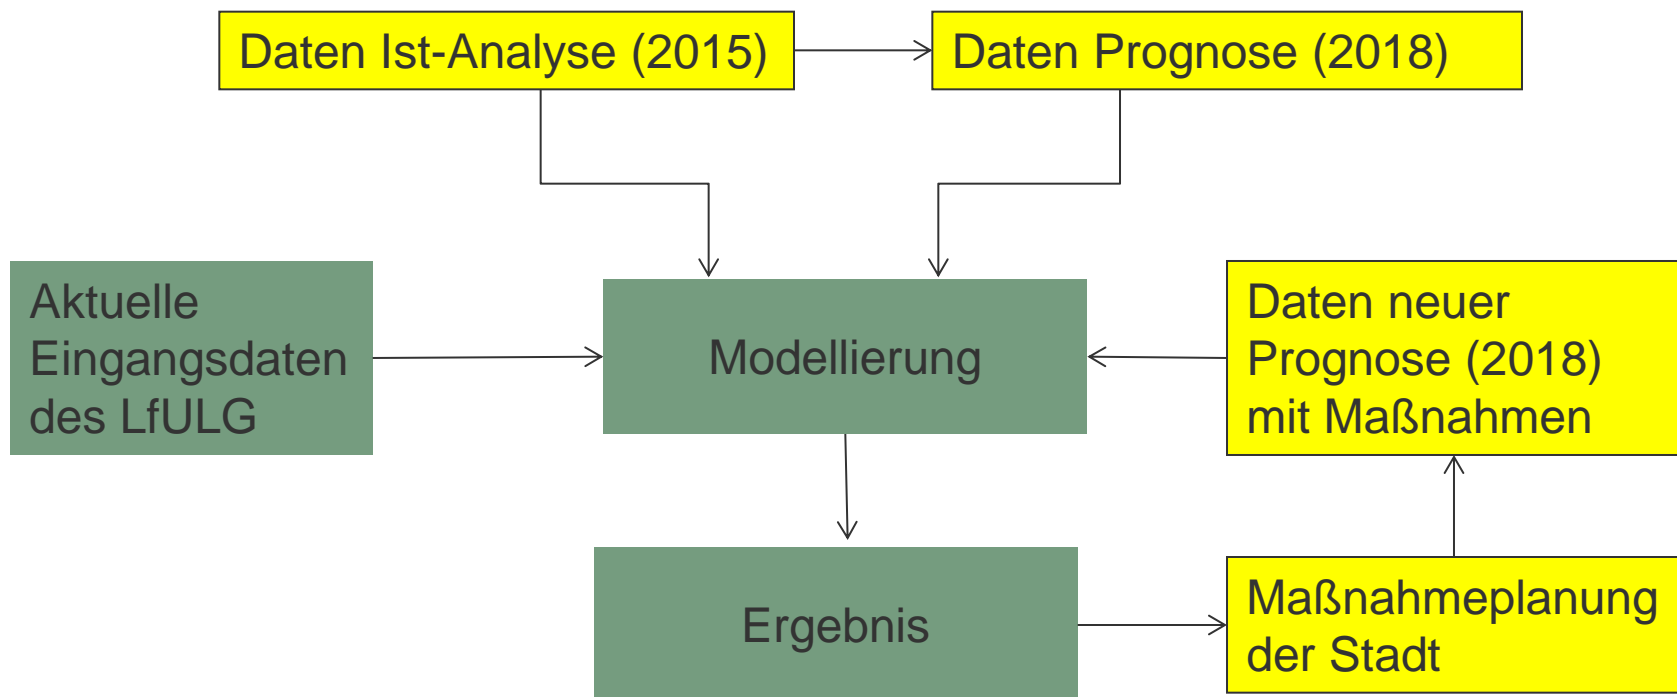 Daten Ist-Analyse (2015)
Daten Prognose (2018)
Aktuelle
Eingangsdaten
des LfULG
Modellierung
Daten neuer
Prognose (2018)
mit Maßnahmen
Ergebnis
Maßnahmeplanung
der Stadt